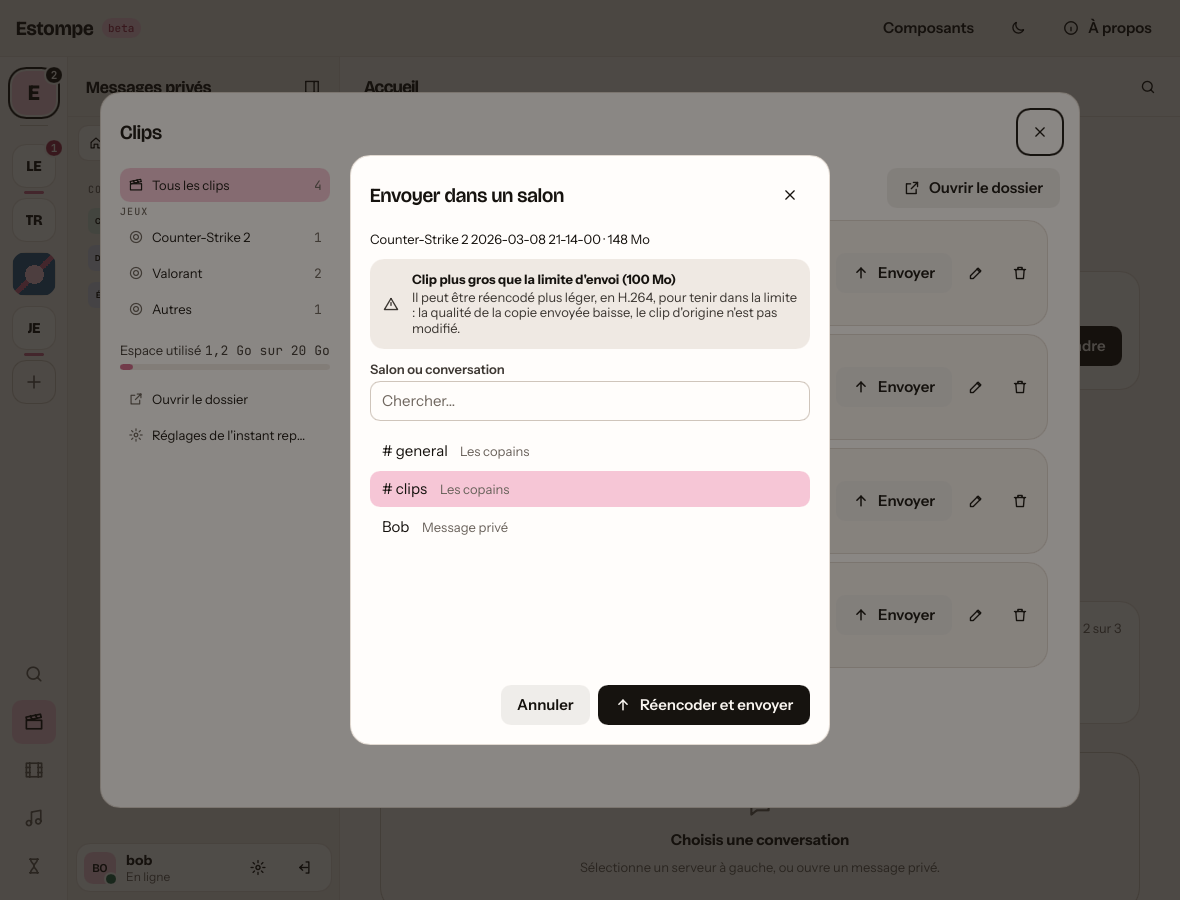 Estompe beta
Composants
À propos
E
2
Messages privés
Accueil
LE
1
TR
JE
Clips
Tous les clips 4
JEUX
Counter-Strike 2 1
Valorant 2
Autres 1
Espace utilisé 1,2 Go sur 20 Go
Ouvrir le dossier
Réglages de l'instant rep...
Ouvrir le dossier
Envoyer
Envoyer
Envoyer
Envoyer
Envoyer dans un salon
Counter-Strike 2 2026-03-08 21-14-00 · 148 Mo
Clip plus gros que la limite d'envoi (100 Mo)
Il peut être réencodé plus léger, en H.264, pour tenir dans la limite
: la qualité de la copie envoyée baisse, le clip d'origine n'est pas
modifié.
Salon ou conversation
Chercher...
# general Les copains
# clips Les copains
Bob Message privé
Annuler
Réencoder et envoyer
2 sur 3
Choisis une conversation
Sélectionne un serveur à gauche, ou ouvre un message privé.
BO
bob
En ligne